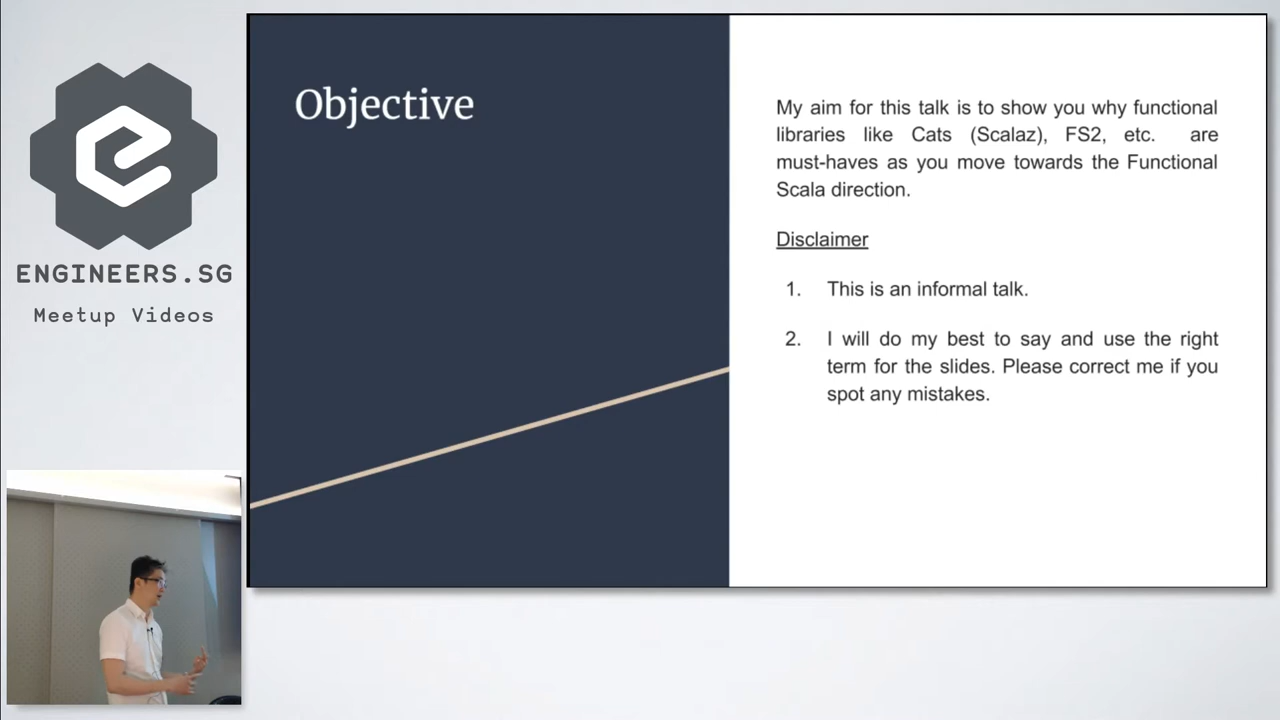 ENGINEERS.SG
Meetup Videos
Objective
My aim for this talk is to show you why functional
libraries like Cats (Scalaz), FS2, etc. are
must-haves as you move towards the Functional
Scala direction.
Disclaimer
1. This is an informal talk.
2. I will do my best to say and use the right
term for the slides. Please correct me if you
spot any mistakes.